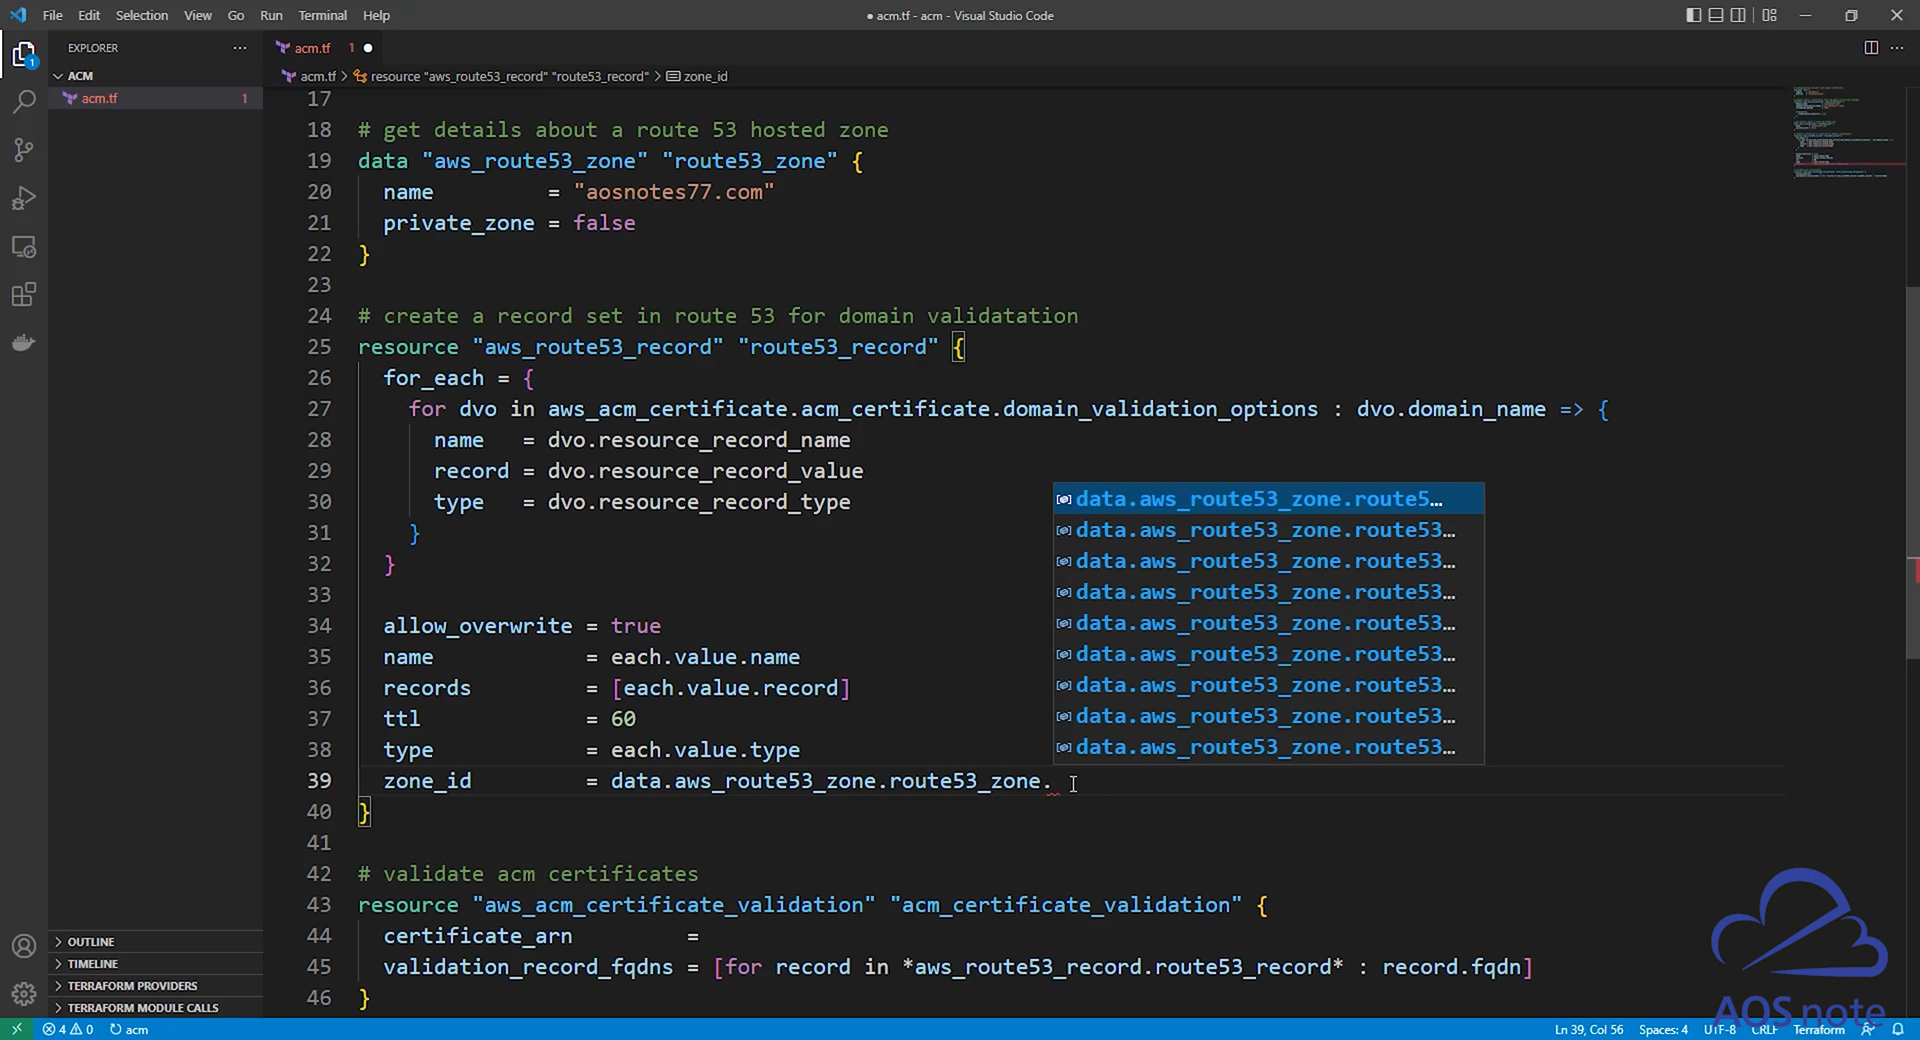 File Edit Selection View Go Run Terminal Help
● acm.tf - acm - Visual Studio Code
EXPLORER
acm.tf 1 ●
ACM
acm.tf > resource "aws_route53_record" "route53_record" > zone_id
acm.tf 1
1
17
18 # get details about a route 53 hosted zone
19 data "aws_route53_zone" "route53_zone" {
20 name = "aosnotes77.com"
21 private_zone = false
22 }
23
24 # create a record set in route 53 for domain validatation
25 resource "aws_route53_record" "route53_record" {
26 for_each = {
27 for dvo in aws_acm_certificate.acm_certificate.domain_validation_options : dvo.domain_name => {
28 name = dvo.resource_record_name
29 record = dvo.resource_record_value
30 type = dvo.resource_record_type
31 }
32 }
33
34 allow_overwrite = true
35 name = each.value.name
36 records = [each.value.record]
37 ttl = 60
38 type = each.value.type
39 zone_id = data.aws_route53_zone.route53_zone.
40 }
41
42 # validate acm certificates
43 resource "aws_acm_certificate_validation" "acm_certificate_validation" {
44 certificate_arn =
45 validation_record_fqdns = [for record in *aws_route53_record.route53_record* : record.fqdn]
46 }
data.aws_route53_zone.route5…
data.aws_route53_zone.route53…
data.aws_route53_zone.route53…
data.aws_route53_zone.route53…
data.aws_route53_zone.route53…
data.aws_route53_zone.route53…
data.aws_route53_zone.route53…
data.aws_route53_zone.route53…
data.aws_route53_zone.route53…
OUTLINE
TIMELINE
TERRAFORM PROVIDERS
TERRAFORM MODULE CALLS
AOS note
4 0 acm
Ln 39, Col 56 Spaces: 4 UTF-8 CRLF Terraform